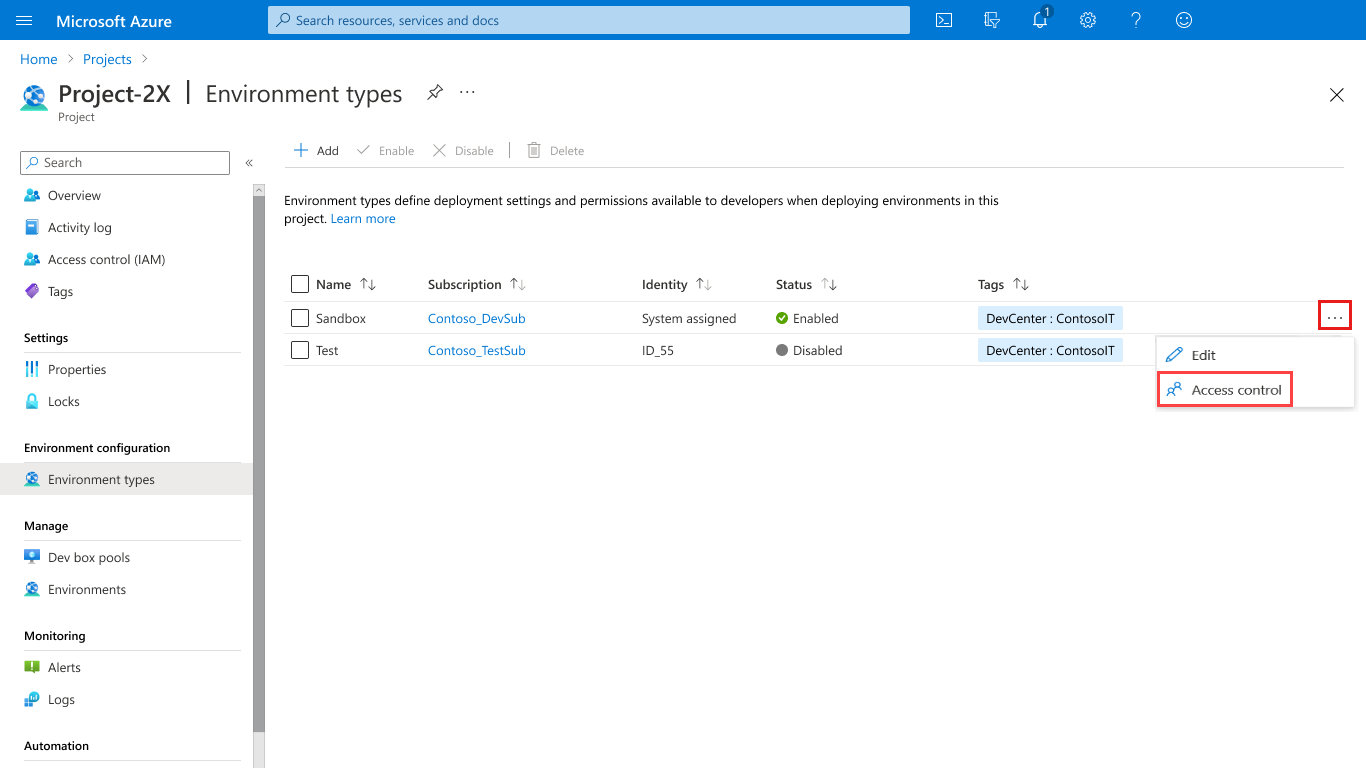 Microsoft Azure
Search resources, services and docs
1
Home > Projects >
Project-2X | Environment types ...
Project
Search «
Overview
Activity log
Access control (IAM)
Tags
Settings
Properties
Locks
Environment configuration
Environment types
Manage
Dev box pools
Environments
Monitoring
Alerts
Logs
Automation
Add Enable Disable | Delete
Environment types define deployment settings and permissions available to developers when deploying environments in this
project. Learn more
Name Subscription Identity Status Tags
Sandbox Contoso_DevSub System assigned Enabled DevCenter : ContosoIT ...
Test Contoso_TestSub ID_55 Disabled DevCenter : ContosoIT
Edit
Access control